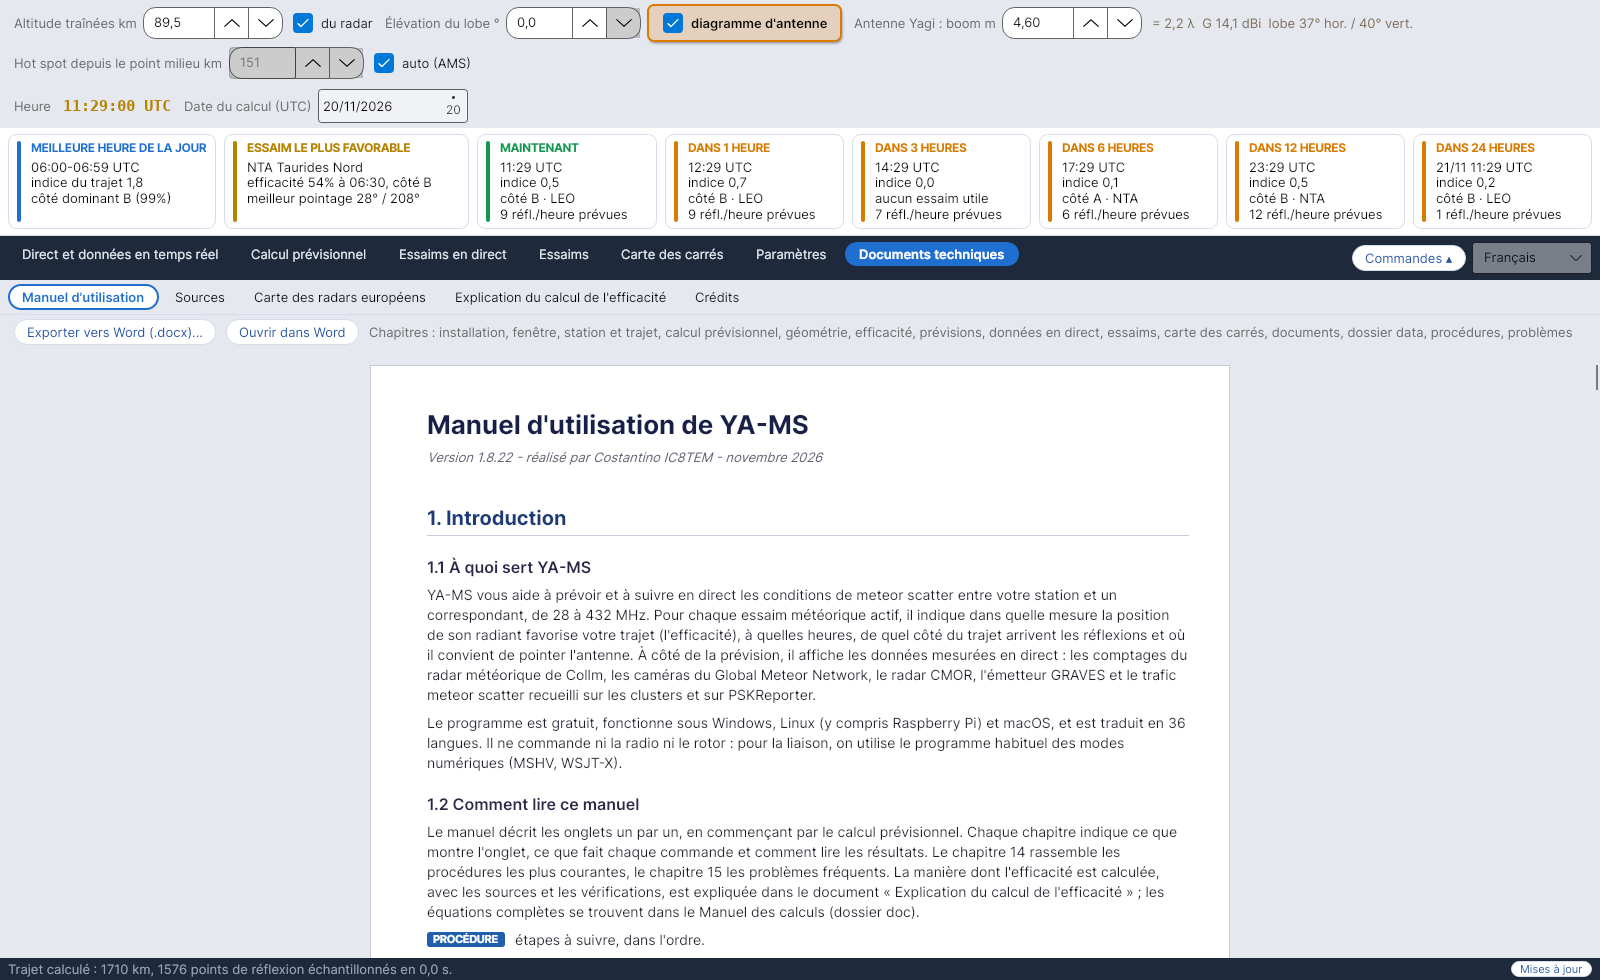 Altitude traînées km 89,5 du radar Élévation du lobe ° 0,0 diagramme d'antenne Antenne Yagi : boom m 4,60 = 2,2 λ G 14,1 dBi lobe 37° hor. / 40° vert.
Hot spot depuis le point milieu km 151 auto (AMS)
Heure 11:29:00 UTC Date du calcul (UTC) 20/11/2026 20
MEILLEURE HEURE DE LA JOUR
06:00-06:59 UTC
indice du trajet 1,8
côté dominant B (99%)
ESSAIM LE PLUS FAVORABLE
NTA Taurides Nord
efficacité 54% à 06:30, côté B
meilleur pointage 28° / 208°
MAINTENANT
11:29 UTC
indice 0,5
côté B · LEO
9 réfl./heure prévues
DANS 1 HEURE
12:29 UTC
indice 0,7
côté B · LEO
9 réfl./heure prévues
DANS 3 HEURES
14:29 UTC
indice 0,0
aucun essaim utile
7 réfl./heure prévues
DANS 6 HEURES
17:29 UTC
indice 0,1
côté A · NTA
6 réfl./heure prévues
DANS 12 HEURES
23:29 UTC
indice 0,5
côté B · NTA
12 réfl./heure prévues
DANS 24 HEURES
21/11 11:29 UTC
indice 0,2
côté B · LEO
1 réfl./heure prévues
Direct et données en temps réel Calcul prévisionnel Essaims en direct Essaims Carte des carrés Paramètres Documents techniques Commandes ▴ Français
Manuel d'utilisation Sources Carte des radars européens Explication du calcul de l'efficacité Crédits
Exporter vers Word (.docx)... Ouvrir dans Word Chapitres : installation, fenêtre, station et trajet, calcul prévisionnel, géométrie, efficacité, prévisions, données en direct, essaims, carte des carrés, documents, dossier data, procédures, problèmes
Manuel d'utilisation de YA-MS
Version 1.8.22 - réalisé par Costantino IC8TEM - novembre 2026
1. Introduction
1.1 À quoi sert YA-MS
YA-MS vous aide à prévoir et à suivre en direct les conditions de meteor scatter entre votre station et un
correspondant, de 28 à 432 MHz. Pour chaque essaim météorique actif, il indique dans quelle mesure la position
de son radiant favorise votre trajet (l'efficacité), à quelles heures, de quel côté du trajet arrivent les réflexions et où
il convient de pointer l'antenne. À côté de la prévision, il affiche les données mesurées en direct : les comptages du
radar météorique de Collm, les caméras du Global Meteor Network, le radar CMOR, l'émetteur GRAVES et le trafic
meteor scatter recueilli sur les clusters et sur PSKReporter.
Le programme est gratuit, fonctionne sous Windows, Linux (y compris Raspberry Pi) et macOS, et est traduit en 36
langues. Il ne commande ni la radio ni le rotor : pour la liaison, on utilise le programme habituel des modes
numériques (MSHV, WSJT-X).
1.2 Comment lire ce manuel
Le manuel décrit les onglets un par un, en commençant par le calcul prévisionnel. Chaque chapitre indique ce que
montre l'onglet, ce que fait chaque commande et comment lire les résultats. Le chapitre 14 rassemble les
procédures les plus courantes, le chapitre 15 les problèmes fréquents. La manière dont l'efficacité est calculée,
avec les sources et les vérifications, est expliquée dans le document « Explication du calcul de l'efficacité » ; les
équations complètes se trouvent dans le Manuel des calculs (dossier doc).
PROCÉDURE étapes à suivre, dans l'ordre.
Trajet calculé : 1710 km, 1576 points de réflexion échantillonnés en 0,0 s. Mises à jour